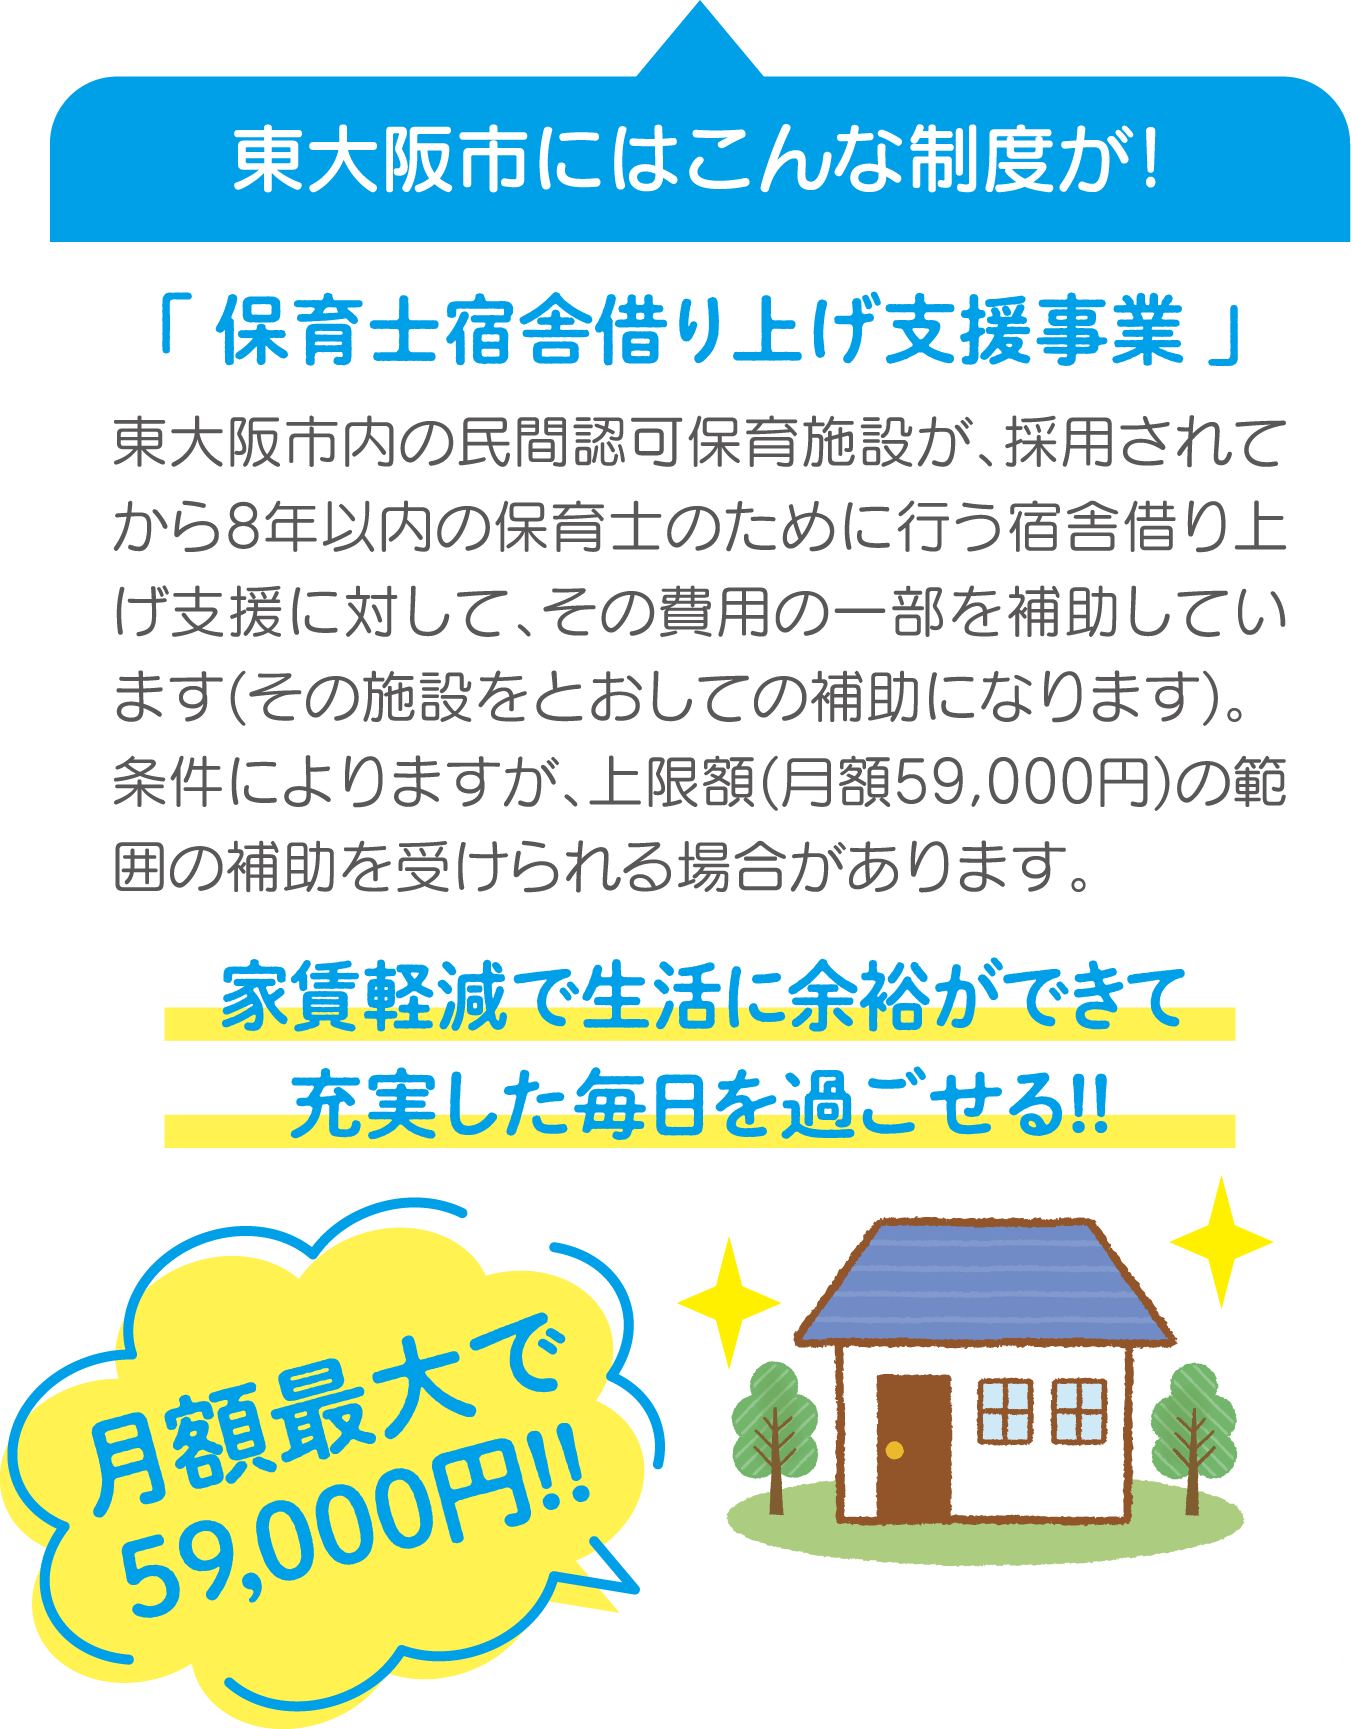 東大阪市にはこんな制度が!
「保育士宿舎借り上げ支援事業」
東大阪市内の民間認可保育施設が、採用されて
から8年以内の保育士のために行う宿舎借り上
げ支援に対して、その費用の一部を補助してい
ます(その施設をとおしての補助になります)。
条件によりますが、上限額(月額59,000円)の範
囲の補助を受けられる場合があります。
家賃軽減で生活に余裕ができて
充実した毎日を過ごせる!!
月額最大で
59,000円!!